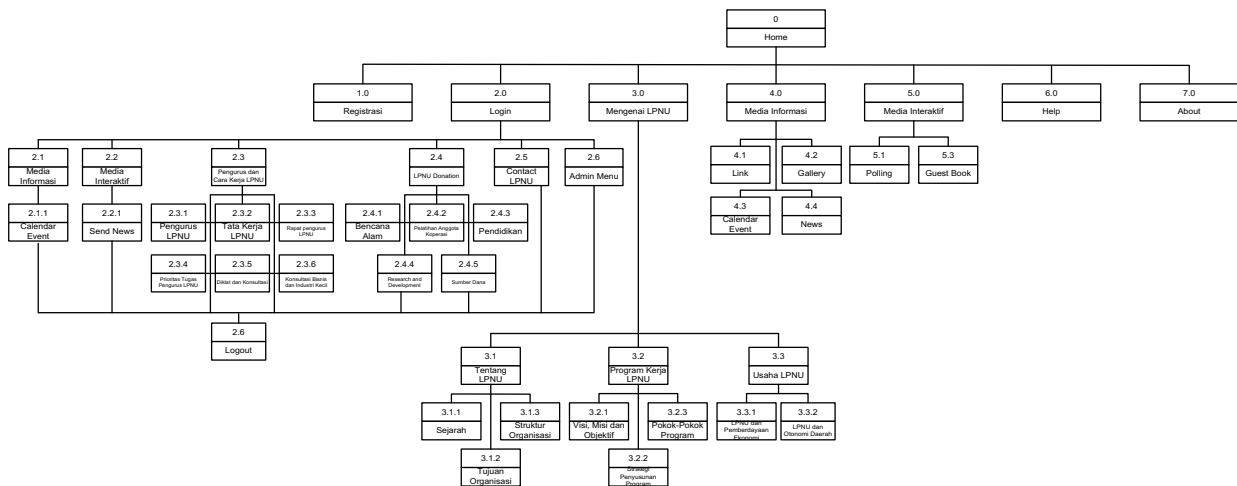 0
Home
1.0
Registrasi
2.0
Login
3.0
Mengenai LPNU
4.0
Media Informasi
5.0
Media Interaktif
6.0
Help
7.0
About
2.1
Media
Informasi
2.2
Media
Interaktif
2.3
Pengurus dan
Cara Kerja LPNU
2.4
LPNU Donation
2.5
Contact
LPNU
2.6
Admin Menu
4.1
Link
4.2
Gallery
5.1
Polling
5.3
Guest Book
2.1.1
Calendar
Event
2.2.1
Send News
2.3.1
Pengurus
LPNU
2.3.2
Tata Kerja
LPNU
2.3.3
Rapat pengurus
LPNU
2.4.1
Bencana
Alam
2.4.2
Pelatihan Anggota
Koperasi
2.4.3
Pendidikan
4.3
Calendar
Event
4.4
News
2.3.4
Prioritas Tugas
Pengurus LPNU
2.3.5
Diklat dan Konsultasi
2.3.6
Konsultasi Bisnis
dan Industri Kecil
2.4.4
Research and
Development
2.4.5
Sumber Dana
2.6
Logout
3.1
Tentang
LPNU
3.2
Program Kerja
LPNU
3.3
Usaha LPNU
3.1.1
Sejarah
3.1.3
Struktur
Organisasi
3.2.1
Visi, Misi dan
Objektif
3.2.3
Pokok-Pokok
Program
3.3.1
LPNU dan
Pemberdayaan
Ekonomi
3.3.2
LPNU dan
Otonomi Daerah
3.1.2
Tujuan
Organisasi
3.2.2
Strategi
Penyusunan
Program